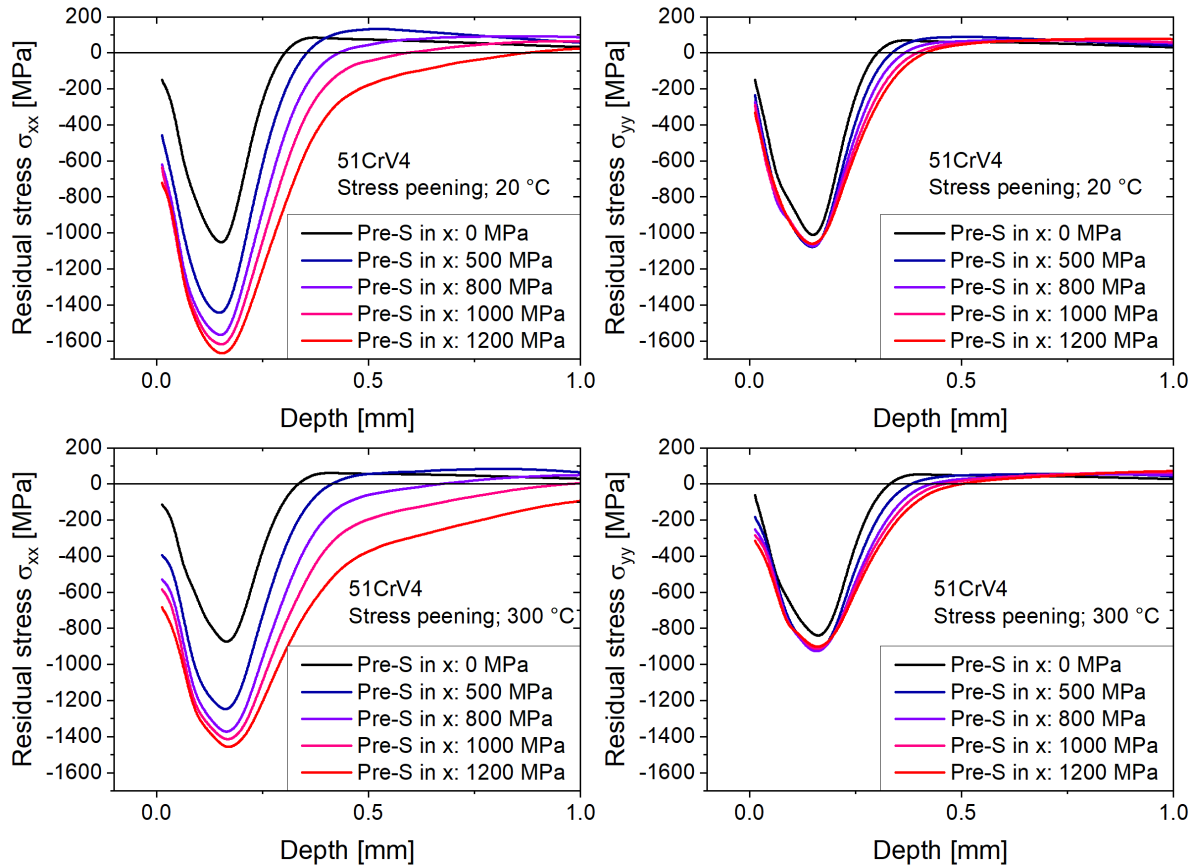 200
0
-200
-400
-600
-800
-1000
-1200
-1400
-1600
Residual stress σxx [MPa]
51CrV4
Stress peening; 20 °C
Pre-S in x: 0 MPa
Pre-S in x: 500 MPa
Pre-S in x: 800 MPa
Pre-S in x: 1000 MPa
Pre-S in x: 1200 MPa
0.0 0.5 1.0
Depth [mm]
200
0
-200
-400
-600
-800
-1000
-1200
-1400
-1600
Residual stress σyy [MPa]
51CrV4
Stress peening; 20 °C
Pre-S in x: 0 MPa
Pre-S in x: 500 MPa
Pre-S in x: 800 MPa
Pre-S in x: 1000 MPa
Pre-S in x: 1200 MPa
0.0 0.5 1.0
Depth [mm]
200
0
-200
-400
-600
-800
-1000
-1200
-1400
-1600
Residual stress σxx [MPa]
51CrV4
Stress peening; 300 °C
Pre-S in x: 0 MPa
Pre-S in x: 500 MPa
Pre-S in x: 800 MPa
Pre-S in x: 1000 MPa
Pre-S in x: 1200 MPa
0.0 0.5 1.0
Depth [mm]
200
0
-200
-400
-600
-800
-1000
-1200
-1400
-1600
Residual stress σyy [MPa]
51CrV4
Stress peening; 300 °C
Pre-S in x: 0 MPa
Pre-S in x: 500 MPa
Pre-S in x: 800 MPa
Pre-S in x: 1000 MPa
Pre-S in x: 1200 MPa
0.0 0.5 1.0
Depth [mm]